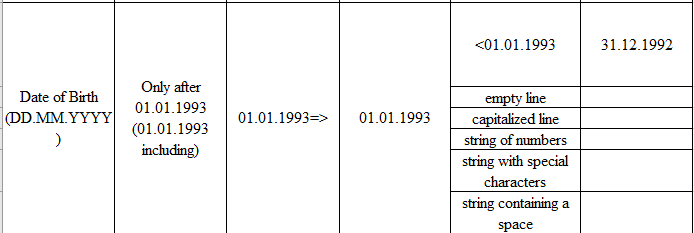 Date of Birth
(DD.MM.YYYY
)
Only after
01.01.1993
(01.01.1993
including)
01.01.1993=>
01.01.1993
<01.01.1993
31.12.1992
empty line
capitalized line
string of numbers
string with special
characters
string containing a
space